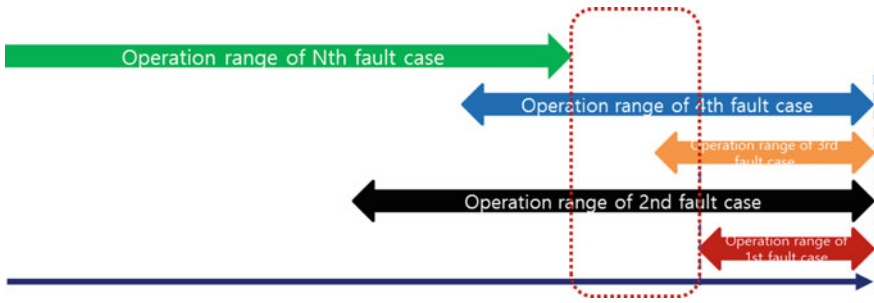 Operation range of Nth fault case
Operation range of 4th fault case
Operation range of 3rd
fault case
Operation range of 2nd fault case
Operation range of
1st fault case